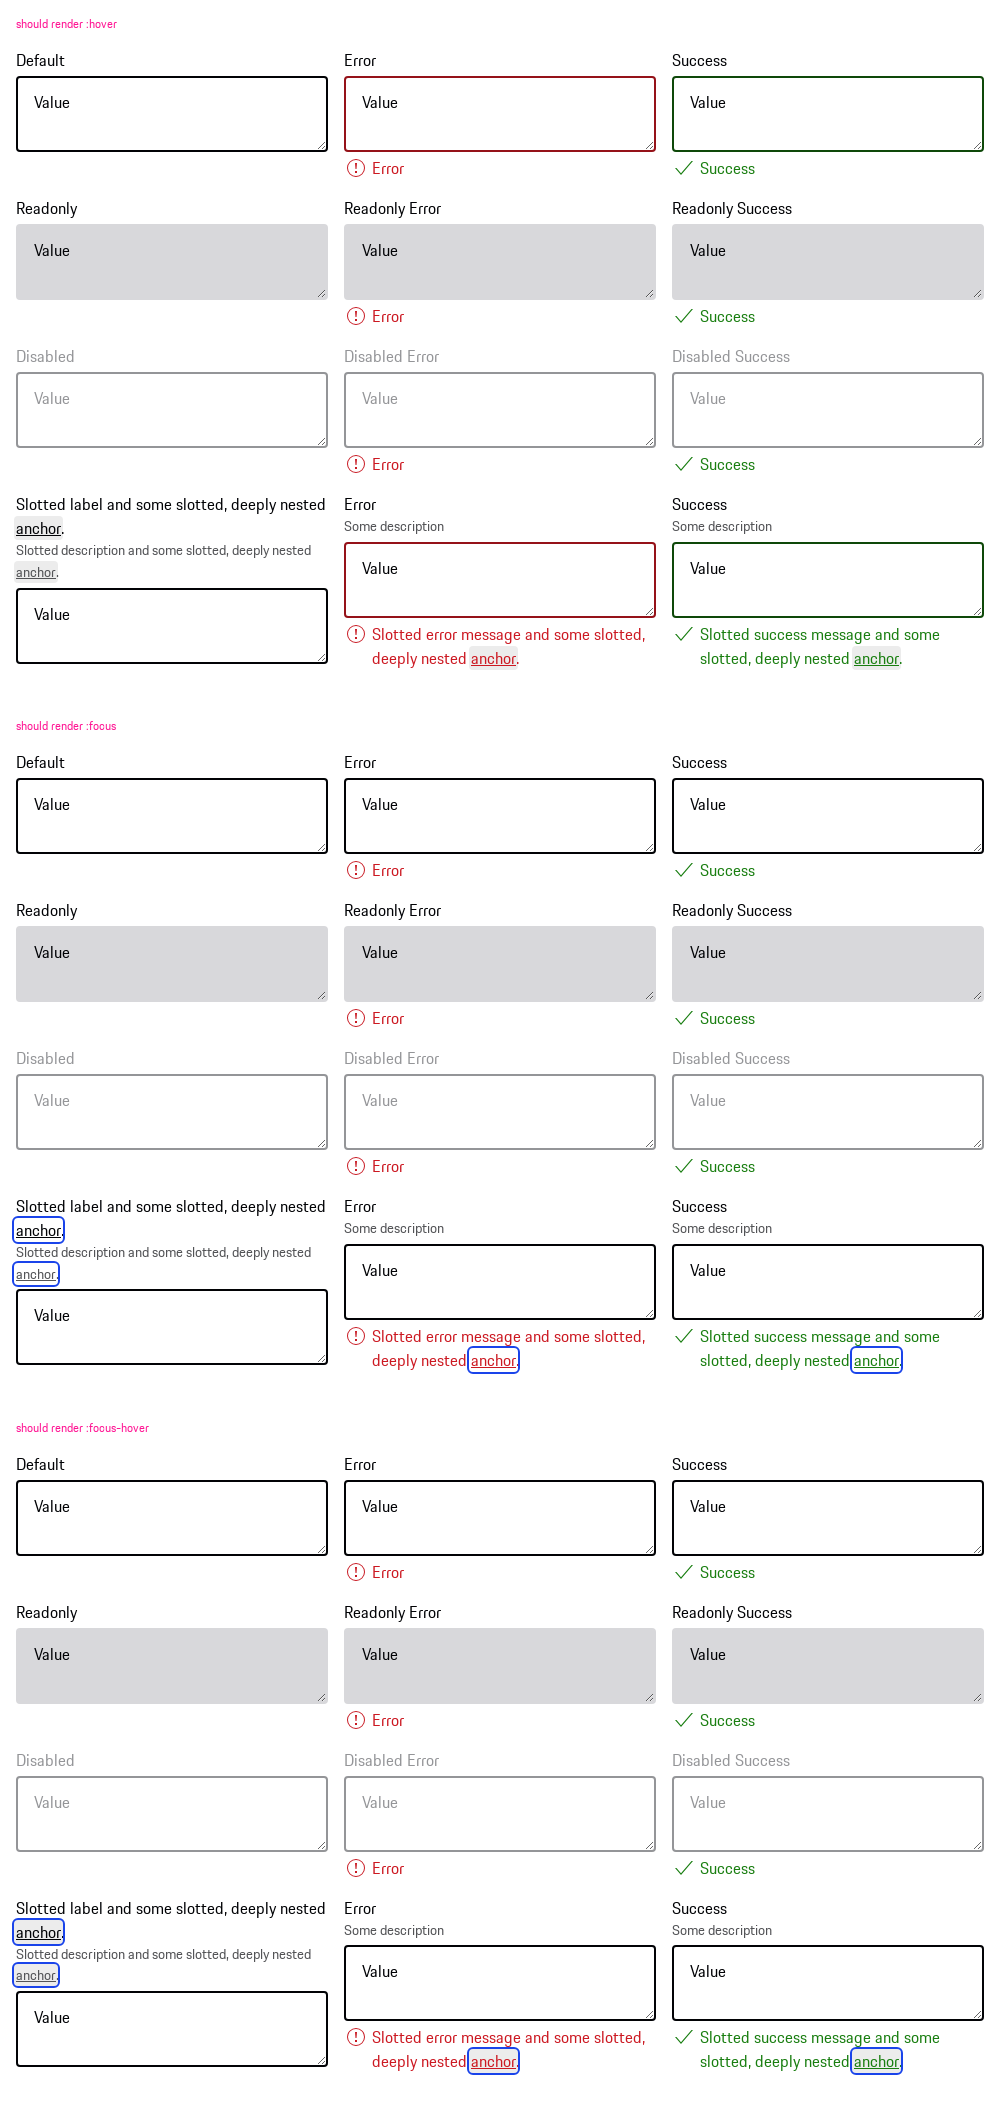 should render :hover
Default Error Success
Value Value Value
Error Success
Readonly Readonly Error Readonly Success
Value Value Value
Error Success
Disabled Disabled Error Disabled Success
Value Value Value
Error Success
Slotted label and some slotted, deeply nested
anchor.
Slotted description and some slotted, deeply nested
anchor.
Value
Error
Some description
Value
Slotted error message and some slotted,
deeply nested anchor.
Success
Some description
Value
Slotted success message and some
slotted, deeply nested anchor.
should render :focus
Default Error Success
Value Value Value
Error Success
Readonly Readonly Error Readonly Success
Value Value Value
Error Success
Disabled Disabled Error Disabled Success
Value Value Value
Error Success
Slotted label and some slotted, deeply nested
anchor.
Slotted description and some slotted, deeply nested
anchor.
Value
Error
Some description
Value
Slotted error message and some slotted,
deeply nested anchor.
Success
Some description
Value
Slotted success message and some
slotted, deeply nested anchor.
should render :focus-hover
Default Error Success
Value Value Value
Error Success
Readonly Readonly Error Readonly Success
Value Value Value
Error Success
Disabled Disabled Error Disabled Success
Value Value Value
Error Success
Slotted label and some slotted, deeply nested
anchor.
Slotted description and some slotted, deeply nested
anchor.
Value
Error
Some description
Value
Slotted error message and some slotted,
deeply nested anchor.
Success
Some description
Value
Slotted success message and some
slotted, deeply nested anchor.